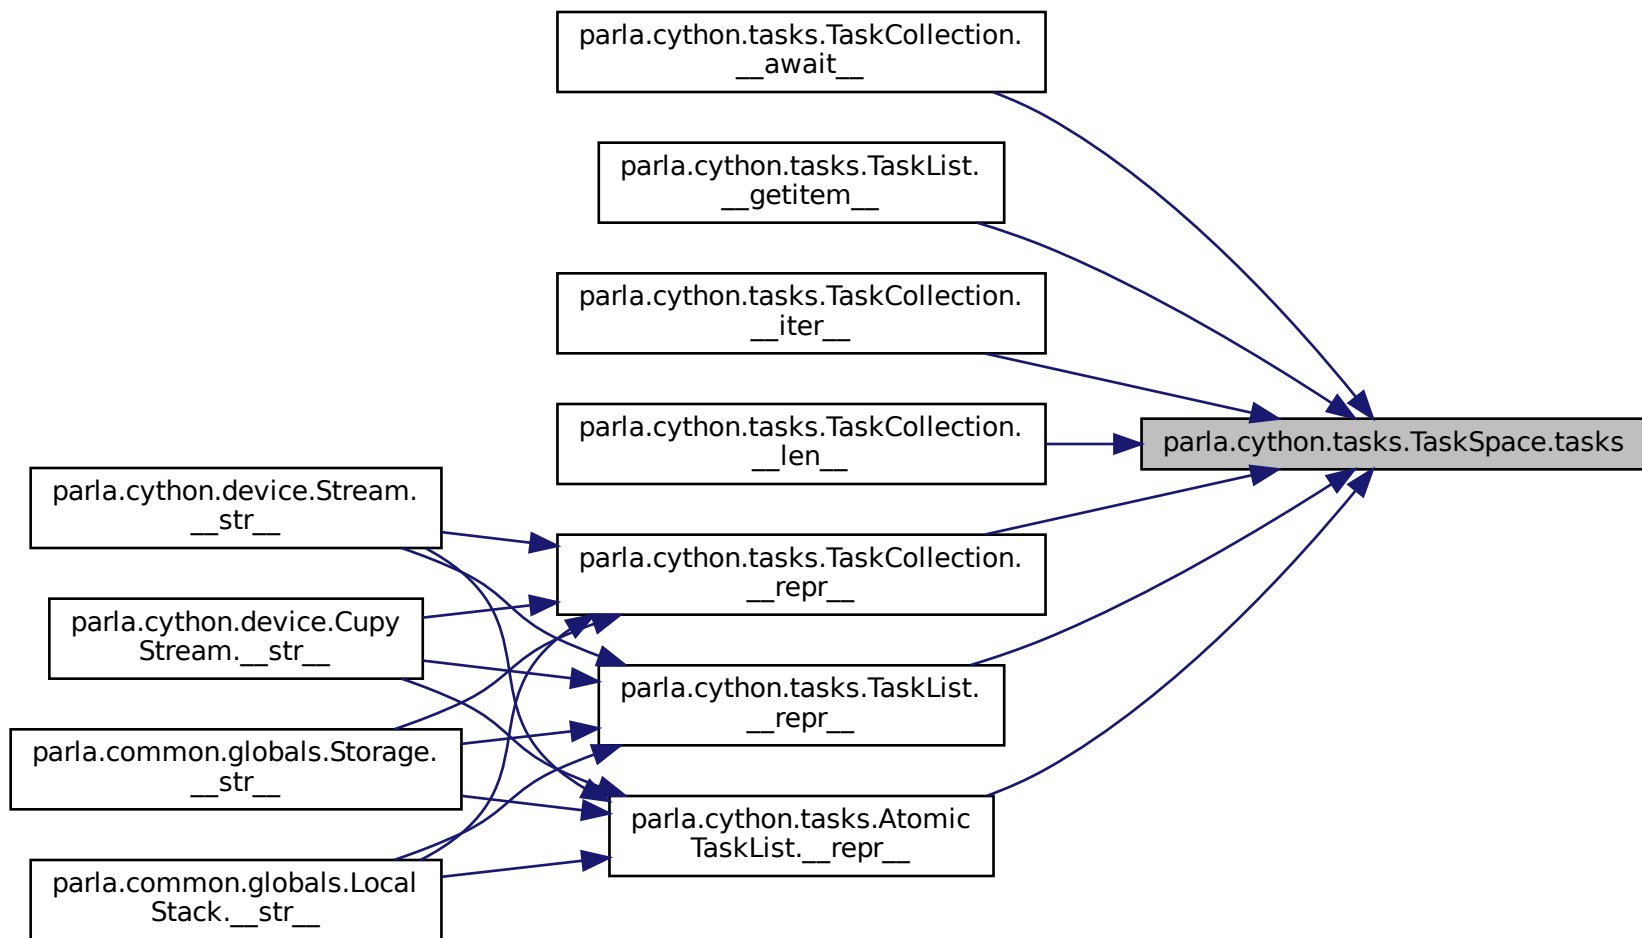 parla.cython.tasks.TaskCollection.
__await__
parla.cython.tasks.TaskList.
__getitem__
parla.cython.tasks.TaskCollection.
__iter__
parla.cython.tasks.TaskCollection.
__len__
parla.cython.tasks.TaskSpace.tasks
parla.cython.device.Stream.
__str__
parla.cython.tasks.TaskCollection.
__repr__
parla.cython.device.Cupy
Stream.__str__
parla.cython.tasks.TaskList.
__repr__
parla.common.globals.Storage.
__str__
parla.cython.tasks.Atomic
TaskList.__repr__
parla.common.globals.Local
Stack.__str__